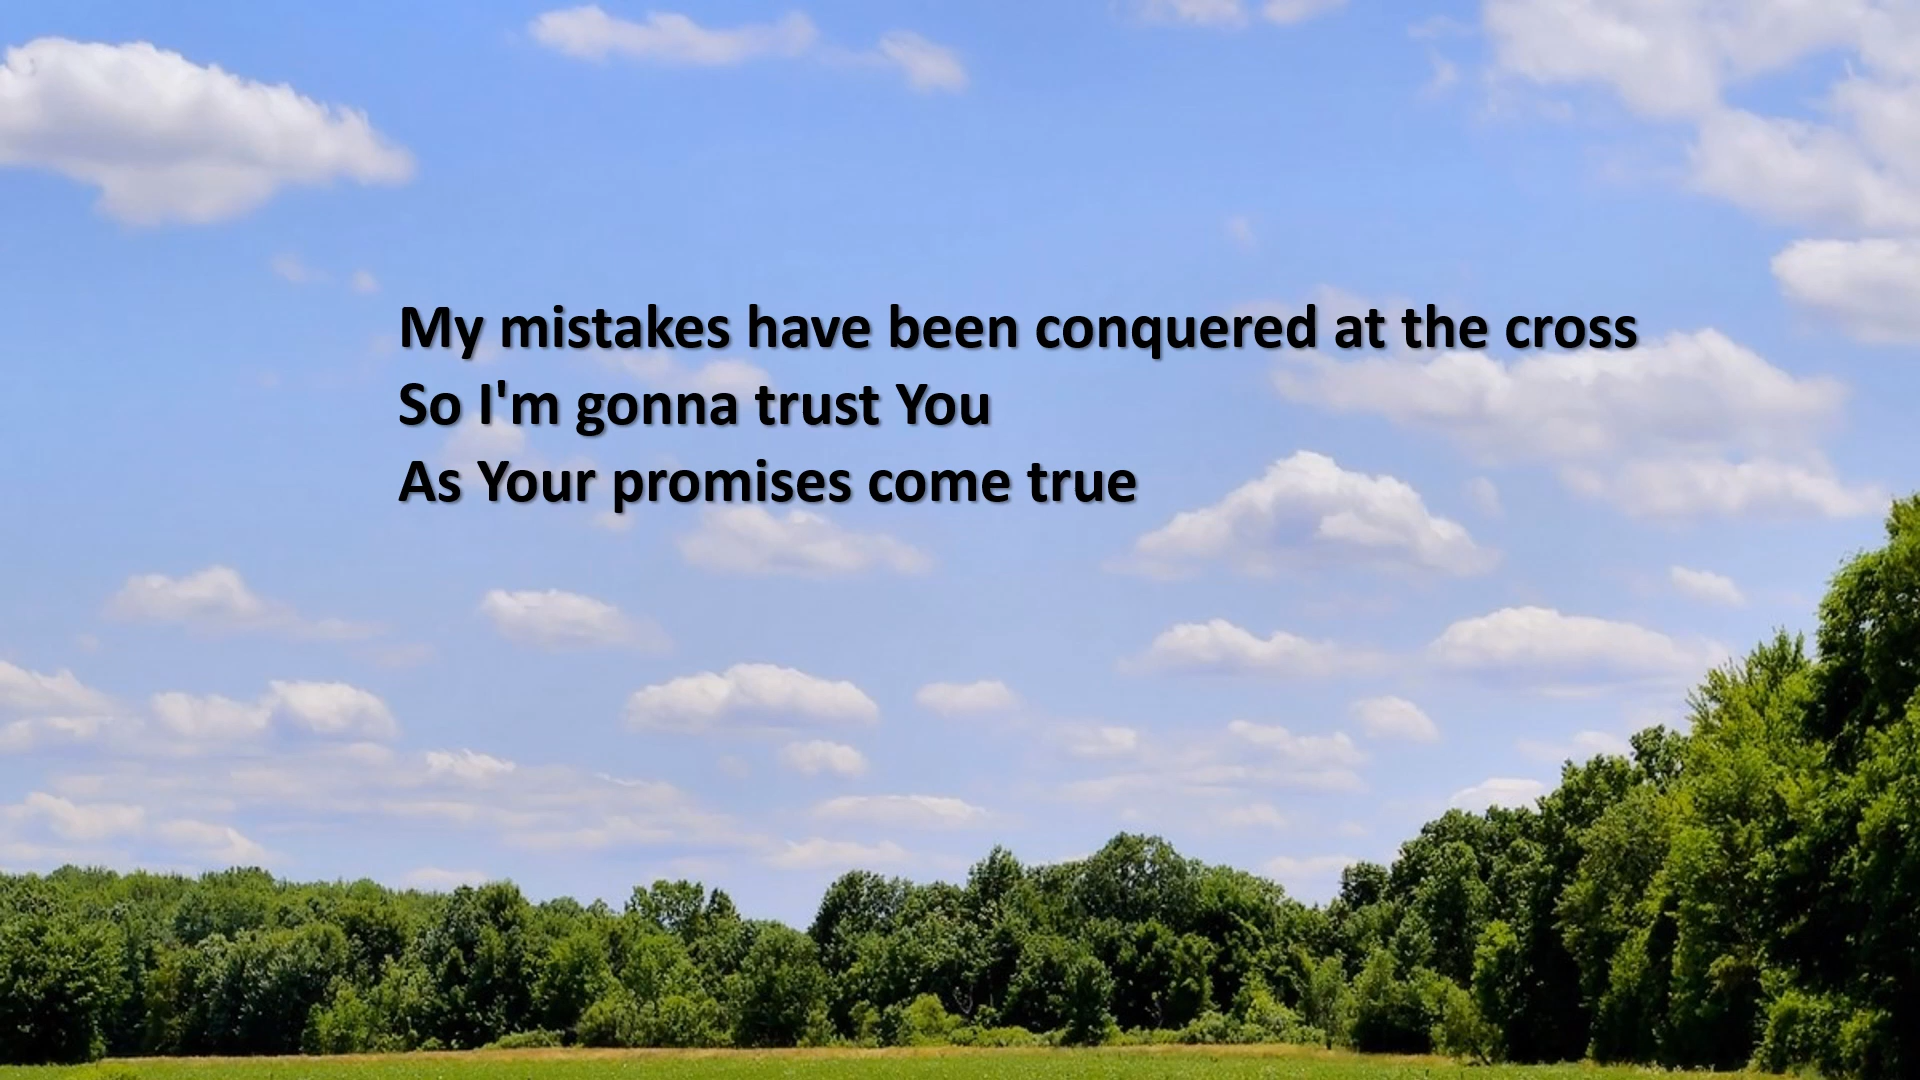 My mistakes have been conquered at the cross
So I'm gonna trust You
As Your promises come true